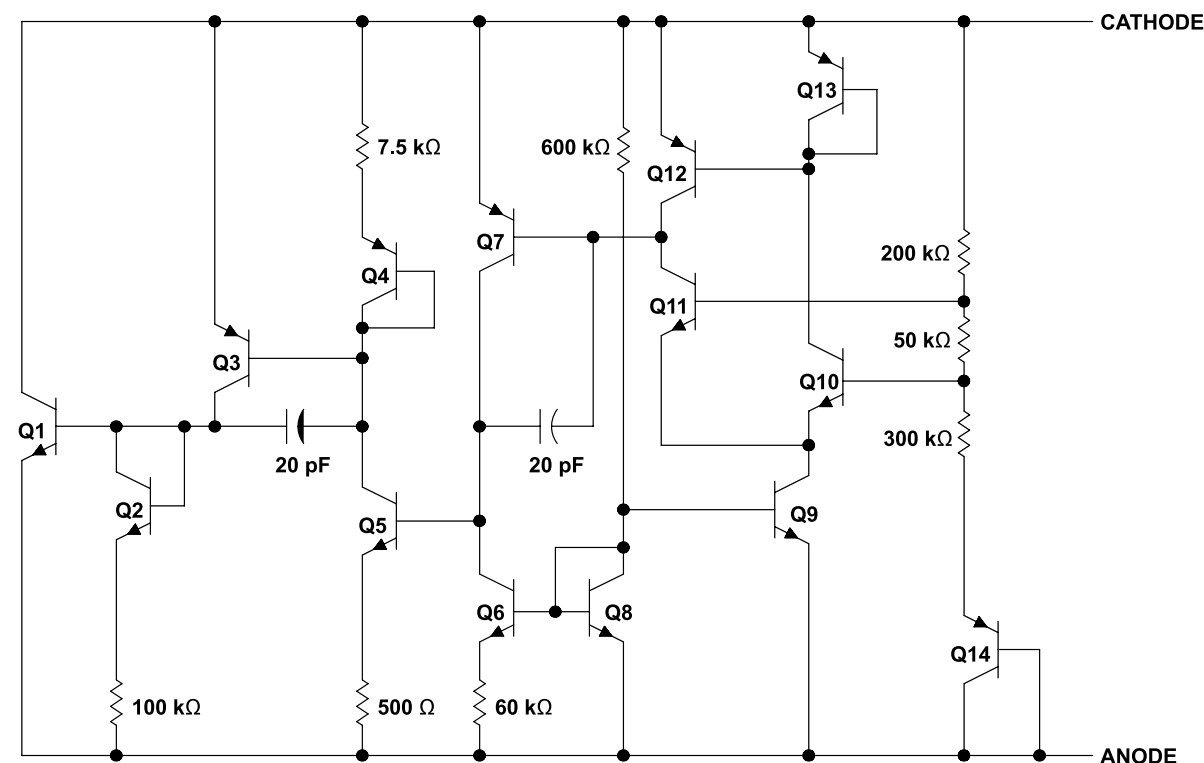 CATHODE
Q13
7.5 kΩ
600 kΩ
Q12
Q7
200 kΩ
Q4
Q11
50 kΩ
Q3
Q10
Q1
300 kΩ
20 pF
20 pF
Q2
Q5
Q9
Q6
Q8
Q14
100 kΩ
500 Ω
60 kΩ
ANODE